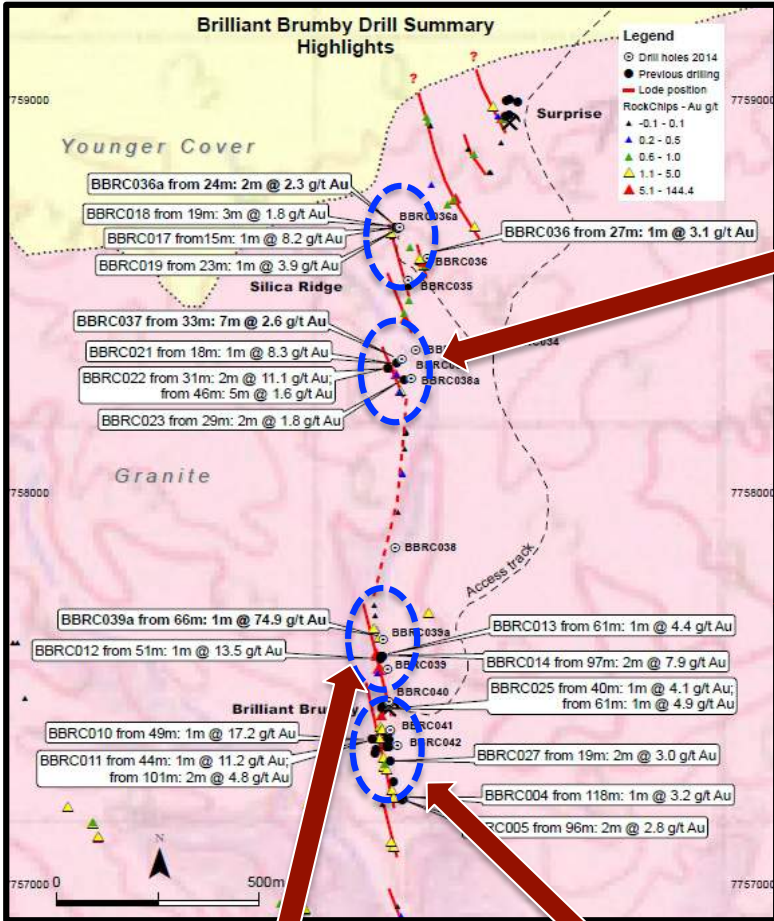 Brilliant Brumby Drill Summary
Highlights
Legend
Drill holes 2014
Previous drilling
Lode position
RockChips - Au g/t
-0.1 - 0.1
0.2 - 0.5
0.6 - 1.0
1.1 - 5.0
5.1 - 144.4
?
?
7759000
7759000
Surprise
Younger Cover
BBRC036a from 24m: 2m @ 2.3 g/t Au
BBRC018 from 19m: 3m @ 1.8 g/t Au
BBRC036a
BBRC017 from15m: 1m @ 8.2 g/t Au
BBRC036 from 27m: 1m @ 3.1 g/t Au
BBRC019 from 23m: 1m @ 3.9 g/t Au
BBRC036
Silica Ridge
BBRC035
BBRC037 from 33m: 7m @ 2.6 g/t Au
BBRC021 from 18m: 1m @ 8.3 g/t Au
BBRC022 from 31m: 2m @ 11.1 g/t Au;
from 46m: 5m @ 1.6 g/t Au
BBRC038a
BBRC023 from 29m: 2m @ 1.8 g/t Au
Granite
7758000
7758000
BBRC038
Access track
BBRC039a from 66m: 1m @ 74.9 g/t Au
BBRC039a
BBRC013 from 61m: 1m @ 4.4 g/t Au
BBRC012 from 51m: 1m @ 13.5 g/t Au
BBRC039
BBRC014 from 97m: 2m @ 7.9 g/t Au
BBRC040
BBRC025 from 40m: 1m @ 4.1 g/t Au;
from 61m: 1m @ 4.9 g/t Au
Brilliant Brumby
BBRC010 from 49m: 1m @ 17.2 g/t Au
BBRC041
BBRC042
BBRC011 from 44m: 1m @ 11.2 g/t Au;
from 101m: 2m @ 4.8 g/t Au
BBRC027 from 19m: 2m @ 3.0 g/t Au
BBRC004 from 118m: 1m @ 3.2 g/t Au
RC005 from 96m: 2m @ 2.8 g/t Au
N
0
500m
7757000
7757000